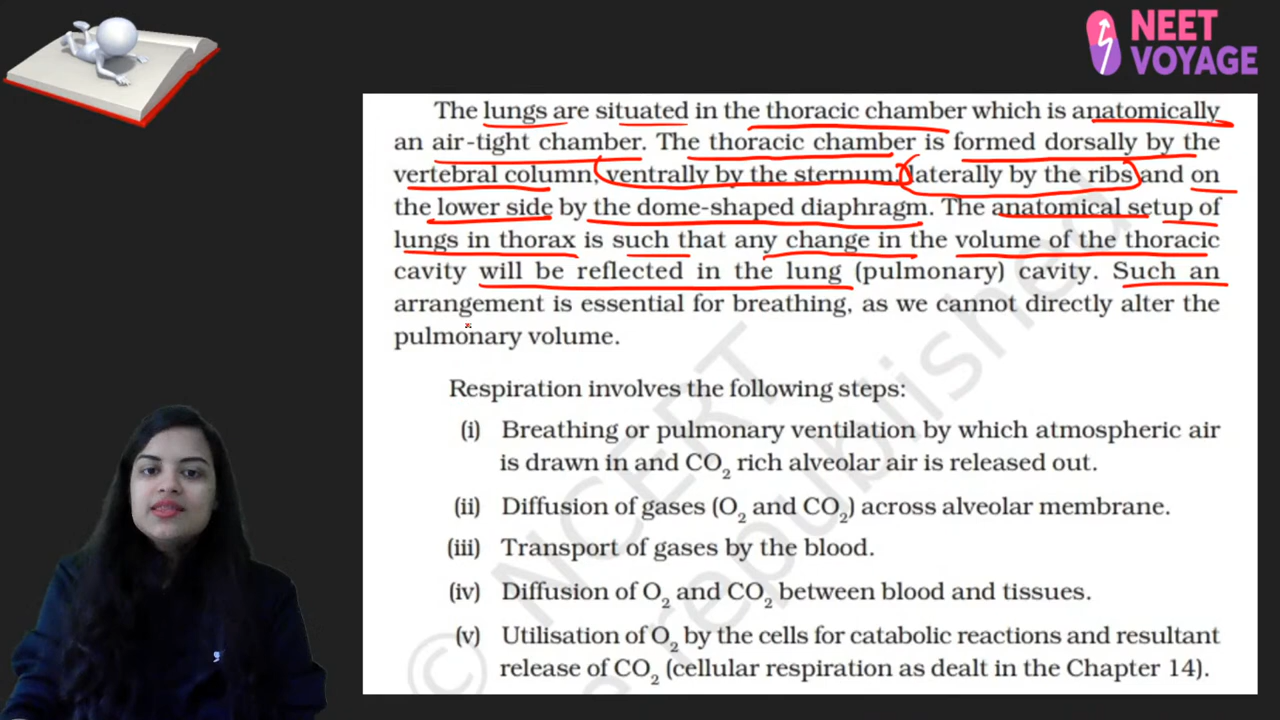 NEET
VOYAGE
The lungs are situated in the thoracic chamber which is anatomically
an air-tight chamber. The thoracic chamber is formed dorsally by the
vertebral column, ventrally by the sternum, laterally by the ribs and on
the lower side by the dome-shaped diaphragm. The anatomical setup of
lungs in thorax is such that any change in the volume of the thoracic
cavity will be reflected in the lung (pulmonary) cavity. Such an
arrangement is essential for breathing, as we cannot directly alter the
pulmonary volume.
Respiration involves the following steps:
(i) Breathing or pulmonary ventilation by which atmospheric air
is drawn in and CO₂ rich alveolar air is released out.
(ii) Diffusion of gases (O₂ and CO₂) across alveolar membrane.
(iii) Transport of gases by the blood.
(iv) Diffusion of O₂ and CO₂ between blood and tissues.
(v) Utilisation of O₂ by the cells for catabolic reactions and resultant
release of CO₂ (cellular respiration as dealt in the Chapter 14).
© NCERT
republished